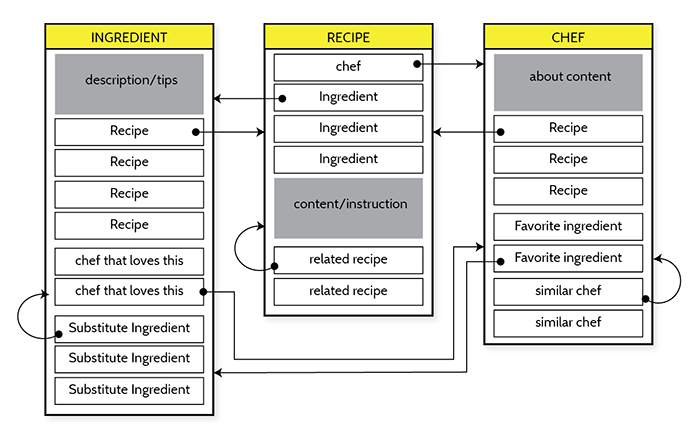 INGREDIENT
description/tips
Recipe
Recipe
Recipe
Recipe
chef that loves this
chef that loves this
Substitute Ingredient
Substitute Ingredient
Substitute Ingredient
RECIPE
chef
Ingredient
Ingredient
Ingredient
content/instruction
related recipe
related recipe
CHEF
about content
Recipe
Recipe
Recipe
Favorite ingredient
Favorite ingredient
similar chef
similar chef